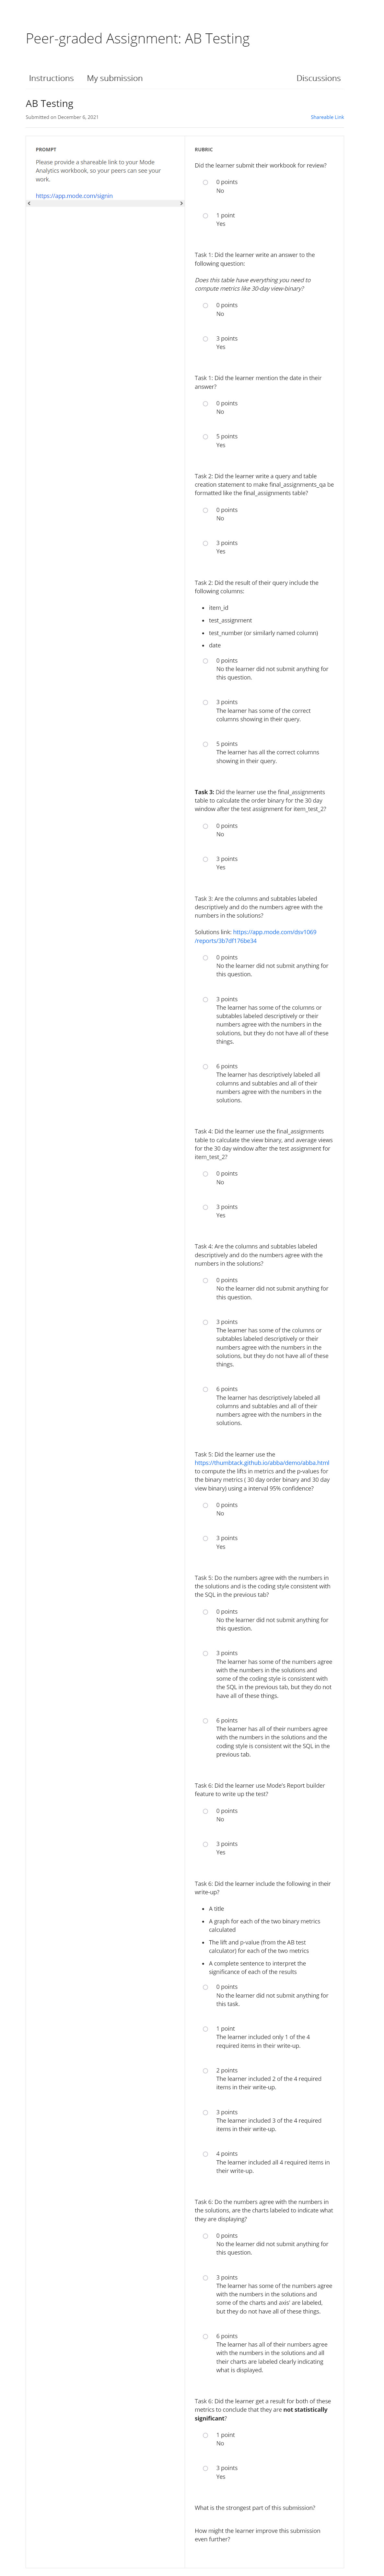 Peer-graded Assignment: AB Testing
Instructions
My submission
Discussions
AB Testing
Submitted on December 6, 2021
Shareable Link
PROMPT
Please provide a shareable link to your Mode
Analytics workbook, so your peers can see your
work.
https://app.mode.com/signin
RUBRIC
Did the learner submit their workbook for review?
0 points
No
1 point
Yes
Task 1: Did the learner write an answer to the
following question:
Does this table have everything you need to
compute metrics like 30-day view-binary?
0 points
No
3 points
Yes
Task 1: Did the learner mention the date in their
answer?
0 points
No
5 points
Yes
Task 2: Did the learner write a query and table
creation statement to make final_assignments_qa be
formatted like the final_assignments table?
0 points
No
3 points
Yes
Task 2: Did the result of their query include the
following columns:
• item_id
• test_assignment
• test_number (or similarly named column)
• date
0 points
No the learner did not submit anything for
this question.
3 points
The learner has some of the correct
columns showing in their query.
5 points
The learner has all the correct columns
showing in their query.
Task 3: Did the learner use the final_assignments
table to calculate the order binary for the 30 day
window after the test assignment for item_test_2?
0 points
No
3 points
Yes
Task 3: Are the columns and subtables labeled
descriptively and do the numbers agree with the
numbers in the solutions?
Solutions link: https://app.mode.com/dsv1069
/reports/3b7df176be34
0 points
No the learner did not submit anything for
this question.
3 points
The learner has some of the columns or
subtables labeled descriptively or their
numbers agree with the numbers in the
solutions, but they do not have all of these
things.
6 points
The learner has descriptively labeled all
columns and subtables and all of their
numbers agree with the numbers in the
solutions.
Task 4: Did the learner use the final_assignments
table to calculate the view binary, and average views
for the 30 day window after the test assignment for
item_test_2?
0 points
No
3 points
Yes
Task 4: Are the columns and subtables labeled
descriptively and do the numbers agree with the
numbers in the solutions?
0 points
No the learner did not submit anything for
this question.
3 points
The learner has some of the columns or
subtables labeled descriptively or their
numbers agree with the numbers in the
solutions, but they do not have all of these
things.
6 points
The learner has descriptively labeled all
columns and subtables and all of their
numbers agree with the numbers in the
solutions.
Task 5: Did the learner use the
https://thumbtack.github.io/abba/demo/abba.html
to compute the lifts in metrics and the p-values for
the binary metrics ( 30 day order binary and 30 day
view binary) using a interval 95% confidence?
0 points
No
3 points
Yes
Task 5: Do the numbers agree with the numbers in
the solutions and is the coding style consistent with
the SQL in the previous tab?
0 points
No the learner did not submit anything for
this question.
3 points
The learner has some of the numbers agree
with the numbers in the solutions and
some of the coding style is consistent with
the SQL in the previous tab, but they do not
have all of these things.
6 points
The learner has all of their numbers agree
with the numbers in the solutions and the
coding style is consistent wit the SQL in the
previous tab.
Task 6: Did the learner use Mode's Report builder
feature to write up the test?
0 points
No
3 points
Yes
Task 6: Did the learner include the following in their
write-up?
• A title
• A graph for each of the two binary metrics
calculated
• The lift and p-value (from the AB test
calculator) for each of the two metrics
• A complete sentence to interpret the
significance of each of the results
0 points
No the learner did not submit anything for
this task.
1 point
The learner included only 1 of the 4
required items in their write-up.
2 points
The learner included 2 of the 4 required
items in their write-up.
3 points
The learner included 3 of the 4 required
items in their write-up.
4 points
The learner included all 4 required items in
their write-up.
Task 6: Do the numbers agree with the numbers in
the solutions, are the charts labeled to indicate what
they are displaying?
0 points
No the learner did not submit anything for
this question.
3 points
The learner has some of the numbers agree
with the numbers in the solutions and
some of the charts and axis' are labeled,
but they do not have all of these things.
6 points
The learner has all of their numbers agree
with the numbers in the solutions and all
their charts are labeled clearly indicating
what is displayed.
Task 6: Did the learner get a result for both of these
metrics to conclude that they are not statistically
significant?
1 point
No
3 points
Yes
What is the strongest part of this submission?
How might the learner improve this submission
even further?